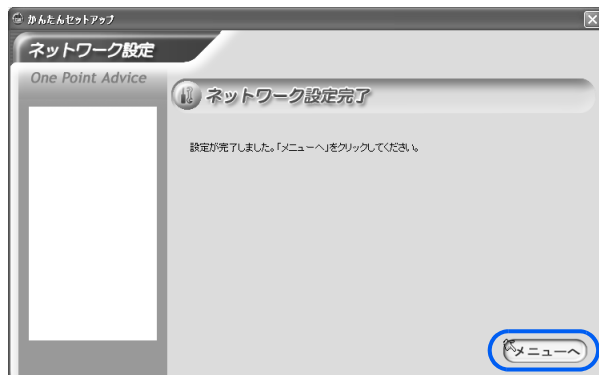 かんたんセットアップ
ネットワーク設定
One Point Advice
ネットワーク設定完了
設定が完了しました。「メニューへ」をクリックしてください。
メニューへ